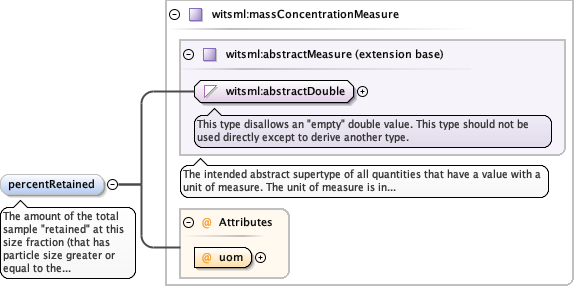 witsml:massConcentrationMeasure
witsml:abstractMeasure (extension base)
witsml:abstractDouble
This type disallows an "empty" double value. This type should not be
used directly except to derive another type.
The intended abstract supertype of all quantities that have a value with a
unit of measure. The unit of measure is in...
percentRetained
The amount of the total
sample "retained" at this
size fraction (that has
particle size greater or
equal to the...
@ Attributes
@ uom